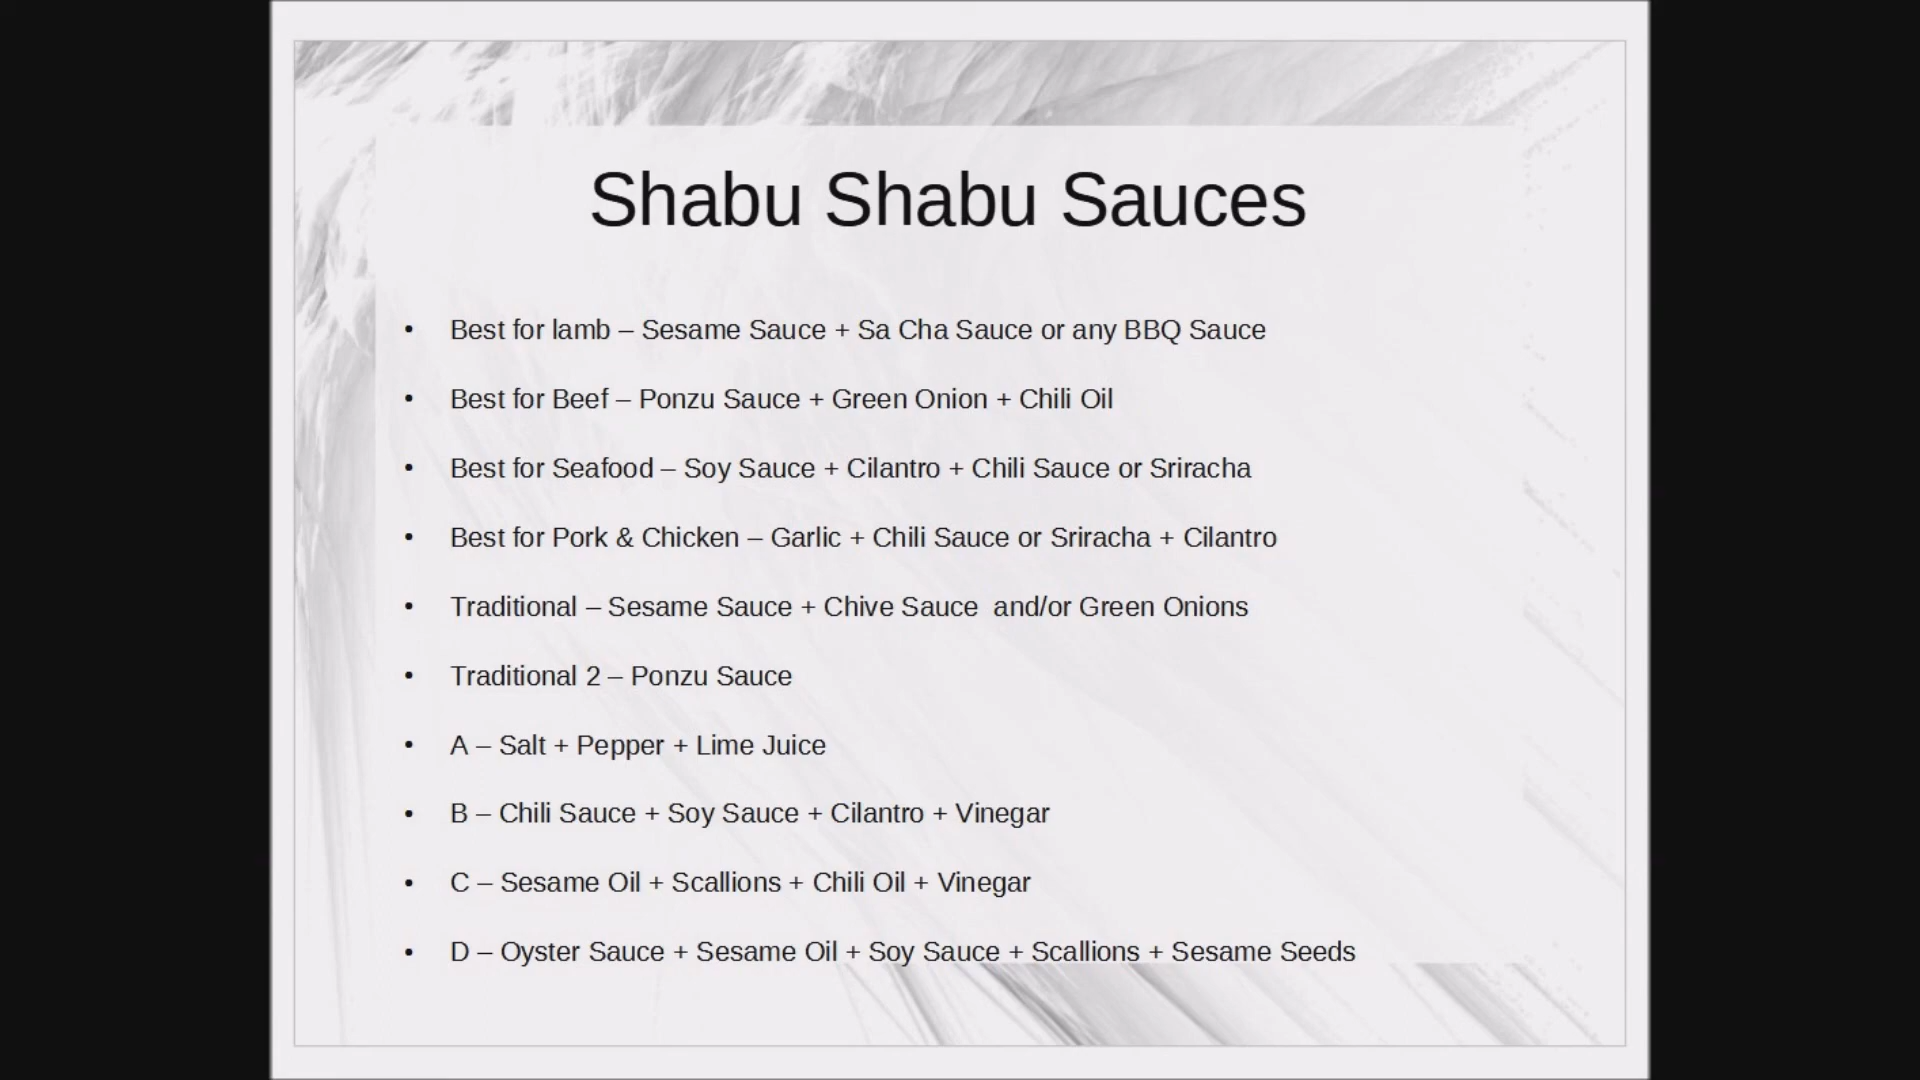 Shabu Shabu Sauces
• Best for lamb – Sesame Sauce + Sa Cha Sauce or any BBQ Sauce
• Best for Beef – Ponzu Sauce + Green Onion + Chili Oil
• Best for Seafood – Soy Sauce + Cilantro + Chili Sauce or Sriracha
• Best for Pork & Chicken – Garlic + Chili Sauce or Sriracha + Cilantro
• Traditional – Sesame Sauce + Chive Sauce  and/or Green Onions
• Traditional 2 – Ponzu Sauce
• A – Salt + Pepper + Lime Juice
• B – Chili Sauce + Soy Sauce + Cilantro + Vinegar
• C – Sesame Oil + Scallions + Chili Oil + Vinegar
• D – Oyster Sauce + Sesame Oil + Soy Sauce + Scallions + Sesame Seeds